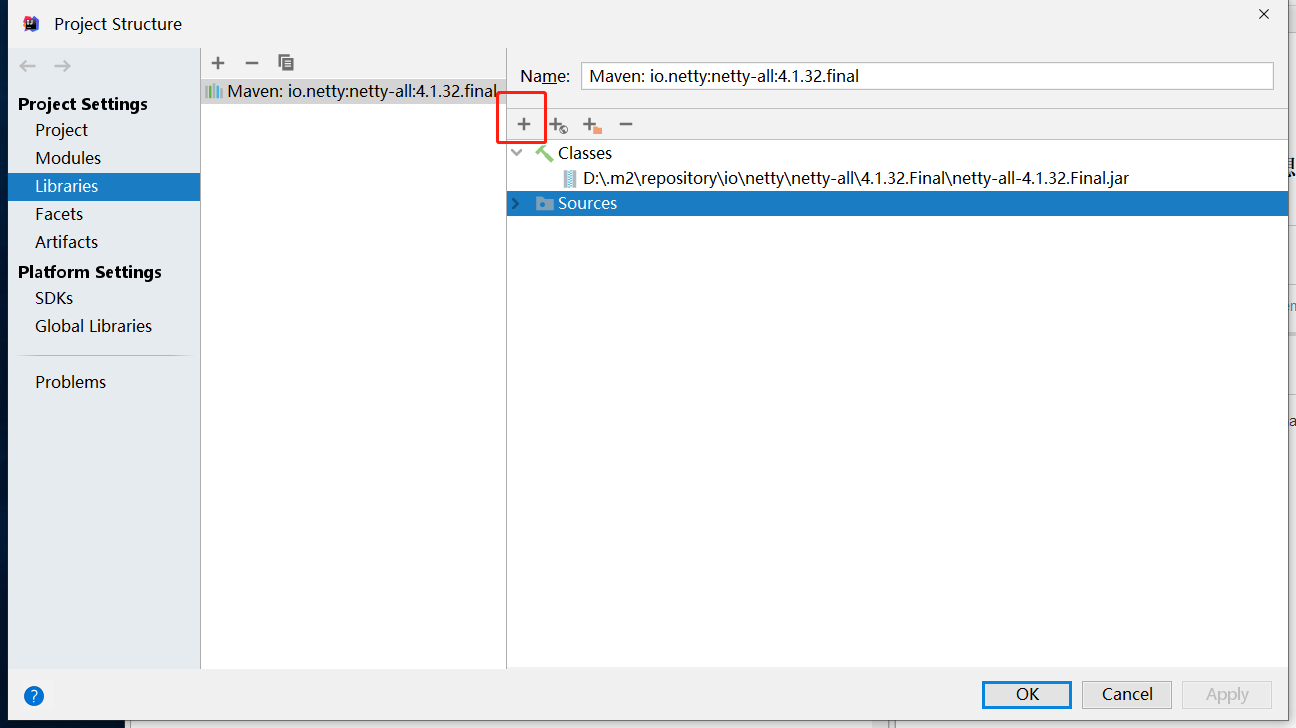 Project Structure
Project Settings
Project
Modules
Libraries
Facets
Artifacts
Platform Settings
SDKs
Global Libraries
Problems
Maven: io.netty:netty-all:4.1.32.final
Name: Maven: io.netty:netty-all:4.1.32.final
Classes
D:\.m2\repository\io\netty\netty-all\4.1.32.Final\netty-all-4.1.32.Final.jar
Sources
?
OK Cancel Apply